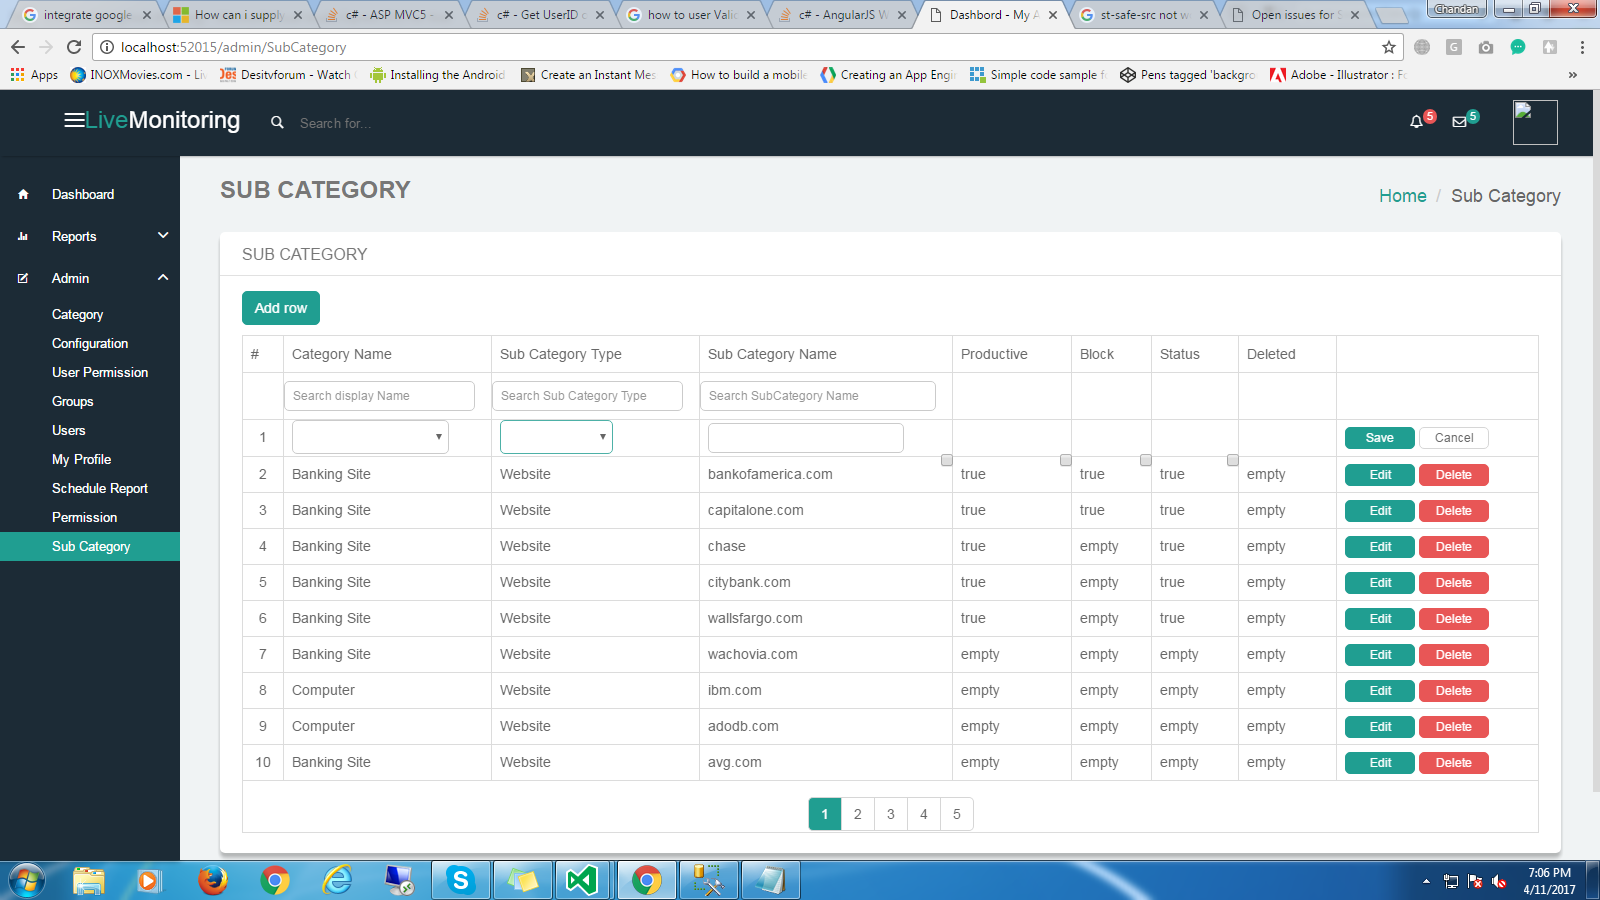 integrate google
How can i supply
c# - ASP MVC5 -
c# - Get UserID
how to user Valid
c# - AngularJS W
Dashbord - My A
st-safe-src not w
Open issues for S
Chandan
localhost:52015/admin/SubCategory
Apps
INOXMovies.com - Liv
Desitvforum - Watch
Installing the Android
Create an Instant Mes
How to build a mobile
Creating an App Engi
Simple code sample f
Pens tagged 'backgro
Adobe - Illustrator : Fo
»
LiveMonitoring
Search for...
5
5
Dashboard
Reports
Admin
Category
Configuration
User Permission
Groups
Users
My Profile
Schedule Report
Permission
Sub Category
SUB CATEGORY
Home / Sub Category
SUB CATEGORY
Add row
# Category Name Sub Category Type Sub Category Name Productive Block Status Deleted
Search display Name Search Sub Category Type Search SubCategory Name
1 Save Cancel
2 Banking Site Website bankofamerica.com true true true empty Edit Delete
3 Banking Site Website capitalone.com true true true empty Edit Delete
4 Banking Site Website chase true empty true empty Edit Delete
5 Banking Site Website citybank.com true empty true empty Edit Delete
6 Banking Site Website wallsfargo.com true empty true empty Edit Delete
7 Banking Site Website wachovia.com empty empty empty empty Edit Delete
8 Computer Website ibm.com empty empty empty empty Edit Delete
9 Computer Website adodb.com empty empty empty empty Edit Delete
10 Banking Site Website avg.com empty empty empty empty Edit Delete
1 2 3 4 5
7:06 PM
4/11/2017